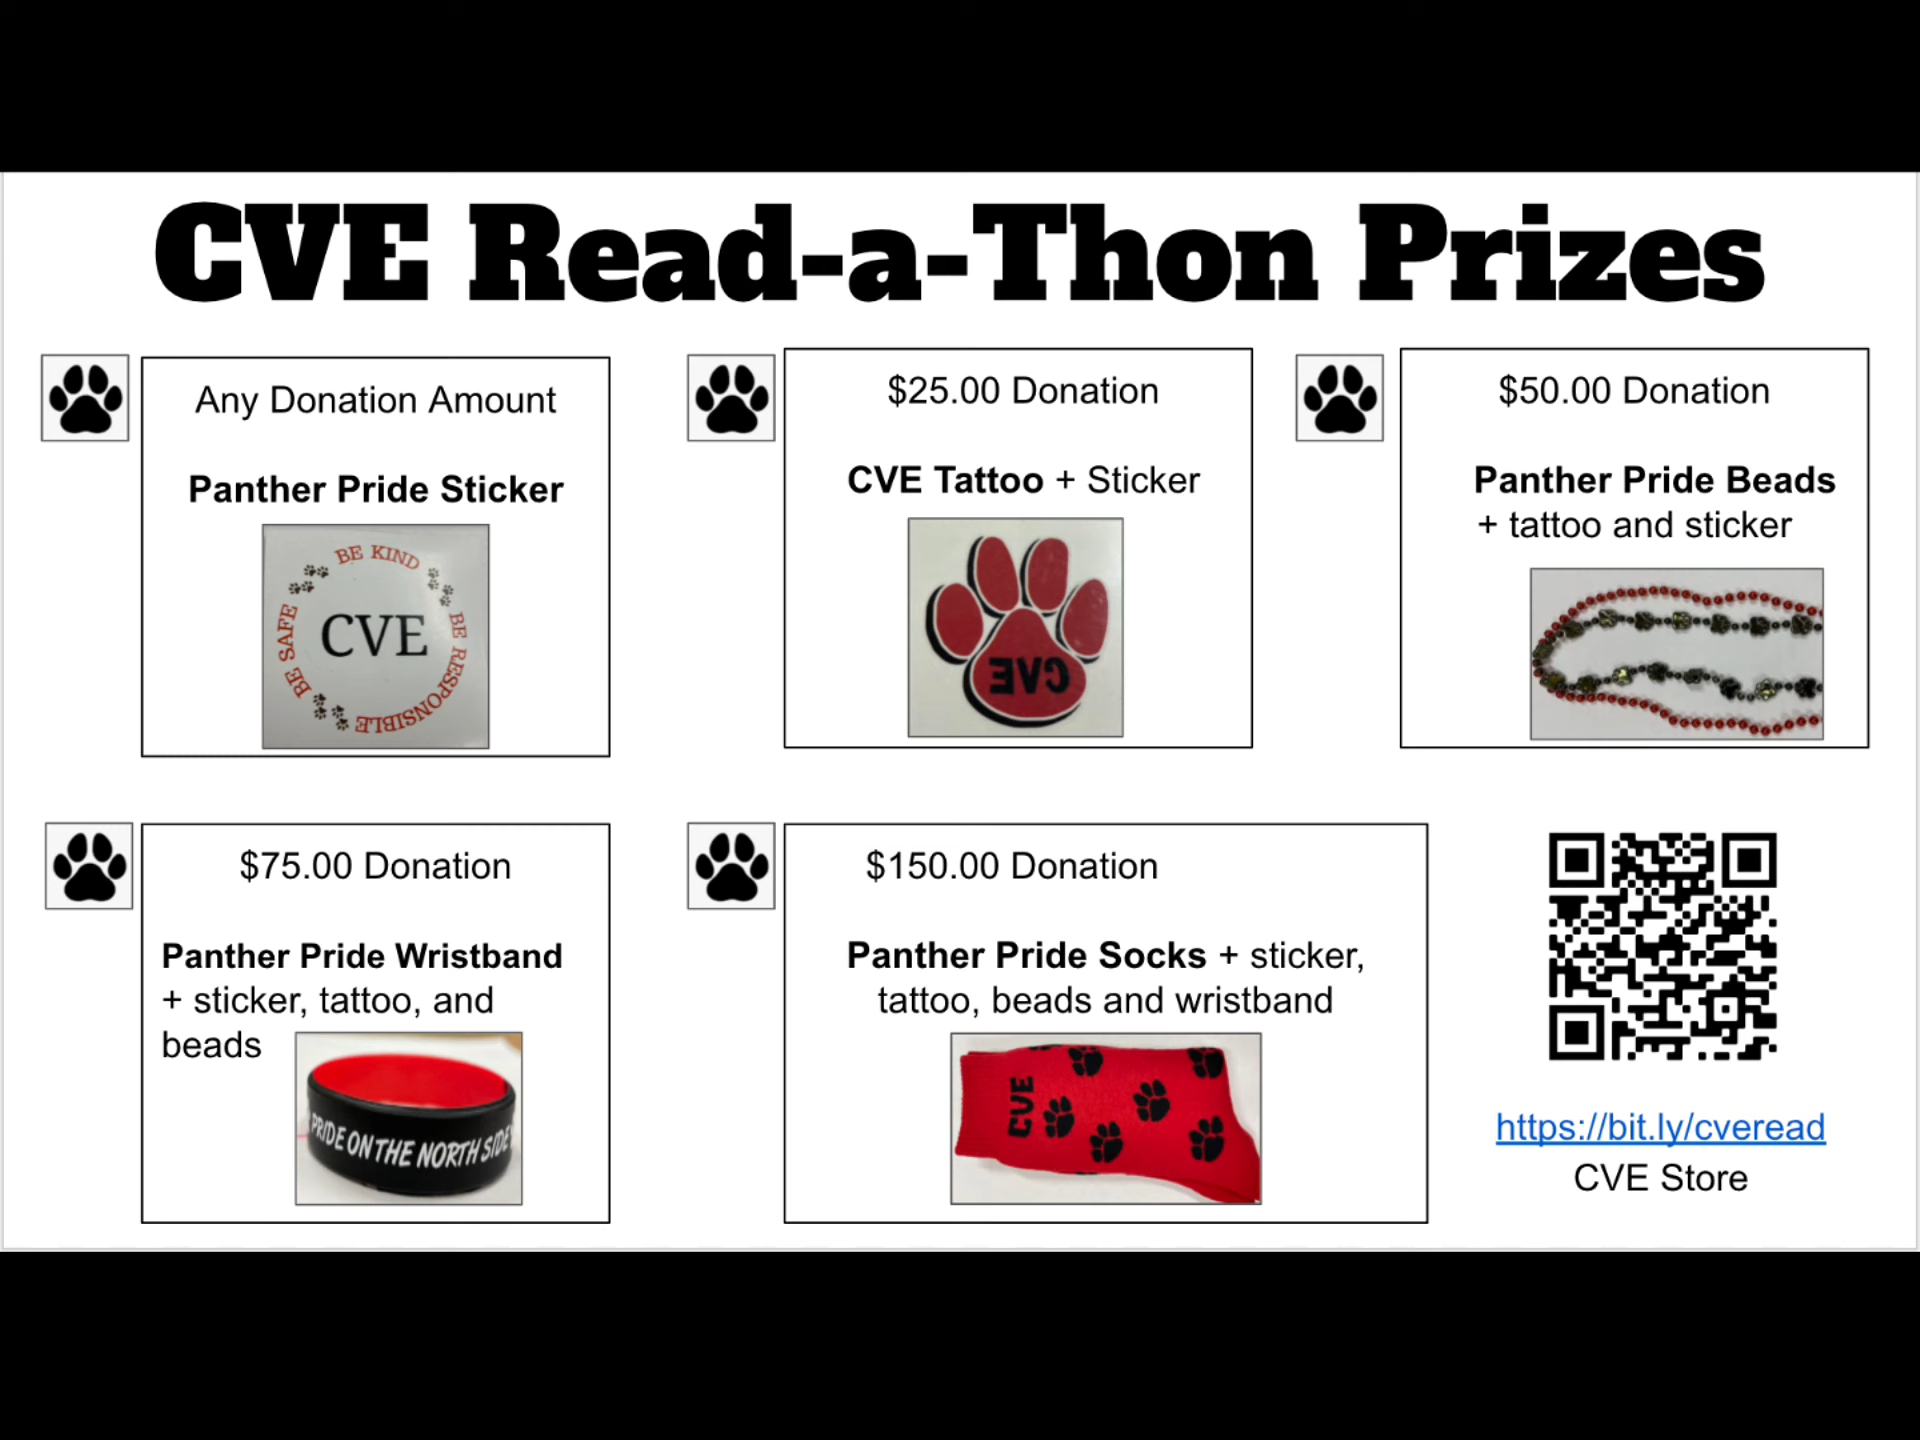 CVE Read-a-Thon Prizes
Any Donation Amount
Panther Pride Sticker
BE KIND
BE RESPONSIBLE
BE SAFE
CVE
$25.00 Donation
CVE Tattoo + Sticker
CVE
$50.00 Donation
Panther Pride Beads
+ tattoo and sticker
$75.00 Donation
Panther Pride Wristband
+ sticker, tattoo, and
beads
PRIDE ON THE NORTH SIDE
$150.00 Donation
Panther Pride Socks + sticker,
tattoo, beads and wristband
CVE
https://bit.ly/cveread
CVE Store